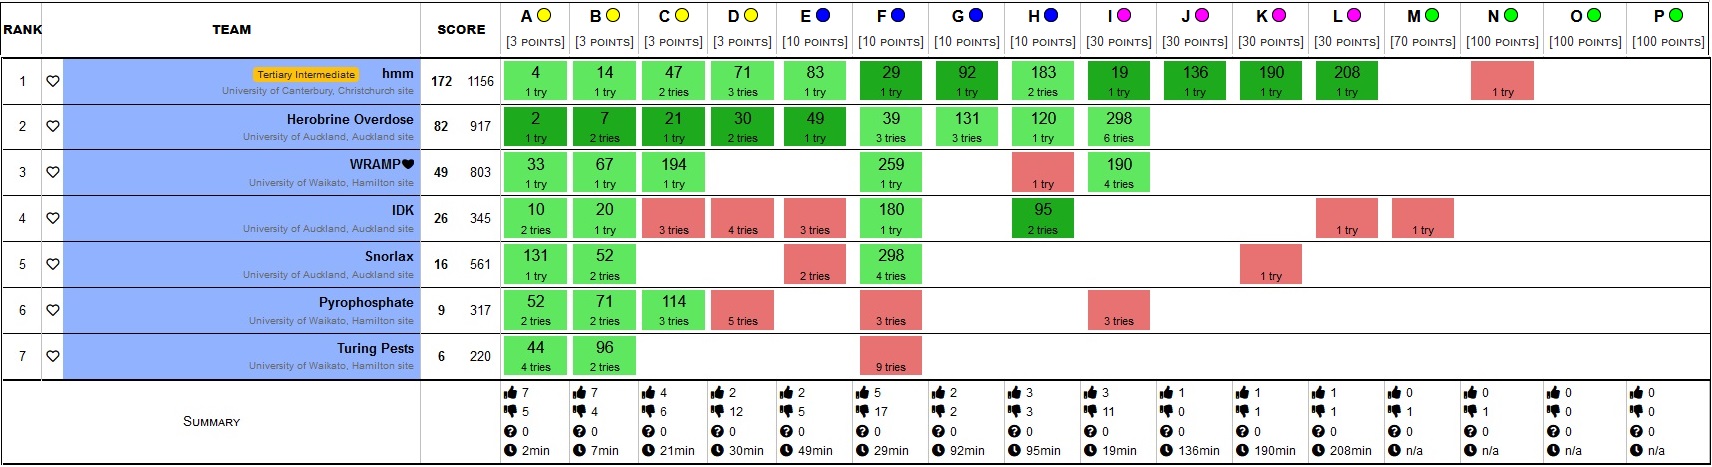 RANK TEAM SCORE A B C D E F G H I J K L M N O P
[3 POINTS] [3 POINTS] [3 POINTS] [3 POINTS] [10 POINTS] [10 POINTS] [10 POINTS] [10 POINTS] [30 POINTS] [30 POINTS] [30 POINTS] [30 POINTS] [70 POINTS] [100 POINTS] [100 POINTS] [100 POINTS]
1 Tertiary Intermediate hmm 172 1156 4 14 47 71 83 29 92 183 19 136 190 208
University of Canterbury, Christchurch site 1 try 1 try 2 tries 3 tries 1 try 1 try 1 try 2 tries 1 try 1 try 1 try 1 try 1 try
2 Herobrine Overdose 82 917 2 7 21 30 49 39 131 120 298
University of Auckland, Auckland site 1 try 2 tries 1 try 2 tries 1 try 3 tries 3 tries 1 try 6 tries
3 WRAMP♥ 49 803 33 67 194 259 190
University of Waikato, Hamilton site 1 try 1 try 1 try 1 try 1 try 4 tries
4 IDK 26 345 10 20 180 95
University of Auckland, Auckland site 2 tries 1 try 3 tries 4 tries 3 tries 1 try 2 tries 1 try 1 try
5 Snorlax 16 561 131 52 298
University of Auckland, Auckland site 1 try 2 tries 2 tries 4 tries 1 try
6 Pyrophosphate 9 317 52 71 114
University of Waikato, Hamilton site 2 tries 2 tries 3 tries 5 tries 3 tries 3 tries
7 Turing Pests 6 220 44 96
University of Waikato, Hamilton site 4 tries 2 tries 9 tries
SUMMARY
7 7 4 2 2 5 2 3 3 1 1 1 0 0 0 0
5 4 6 12 5 17 2 3 11 0 1 1 1 1 0 0
0 0 0 0 0 0 0 0 0 0 0 0 0 0 0 0
2min 7min 21min 30min 49min 29min 92min 95min 19min 136min 190min 208min n/a n/a n/a n/a